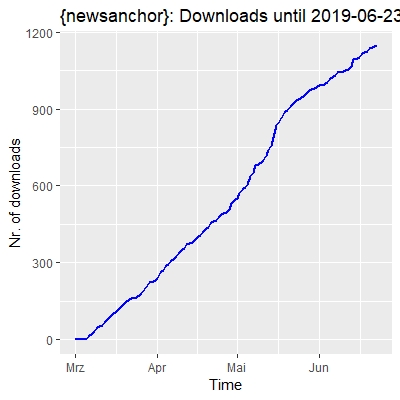 {newsanchor}: Downloads until 2019-06-23
1200
900
600
300
0
Nr. of downloads
Mrz Apr Mai Jun
Time